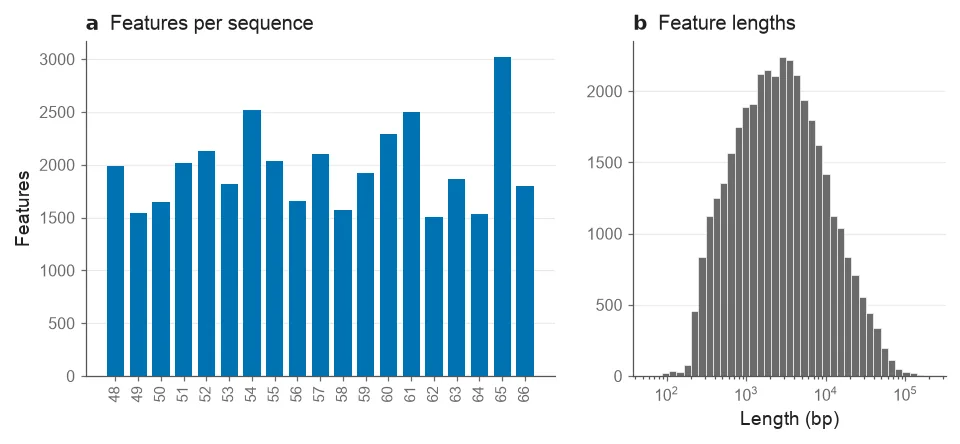 a Features per sequence
Features
3000
2500
2000
1500
1000
500
0
48 49 50 51 52 53 54 55 56 57 58 59 60 61 62 63 64 65 66
b Feature lengths
2000
1500
1000
500
0
10² 10³ 10⁴ 10⁵
Length (bp)